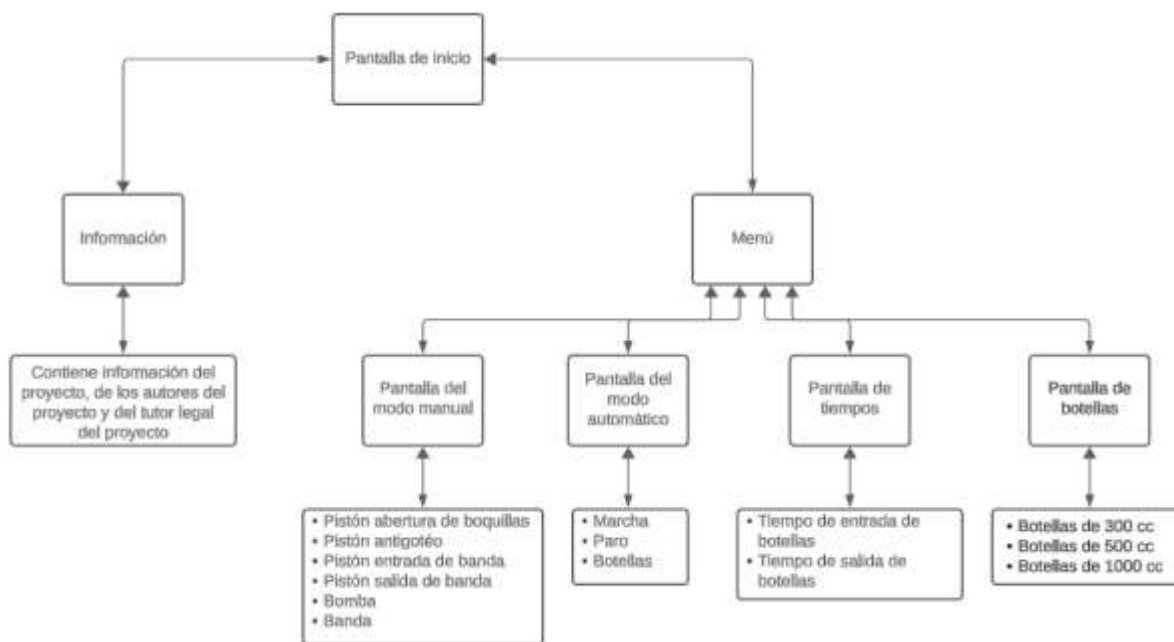 Pantalla de inicio
Información
Menú
Contiene información del
proyecto, de los autores del
proyecto y del tutor legal
del proyecto
Pantalla del
modo manual
Pantalla del
modo
automático
Pantalla de
tiempos
Pantalla de
botellas
• Pistón abertura de boquillas
• Pistón antigotéo
• Pistón entrada de banda
• Pistón salida de banda
• Bomba
• Banda
• Marcha
• Paro
• Botellas
• Tiempo de entrada de
botellas
• Tiempo de salida de
botellas
• Botellas de 300 cc
• Botellas de 500 cc
• Botellas de 1000 cc